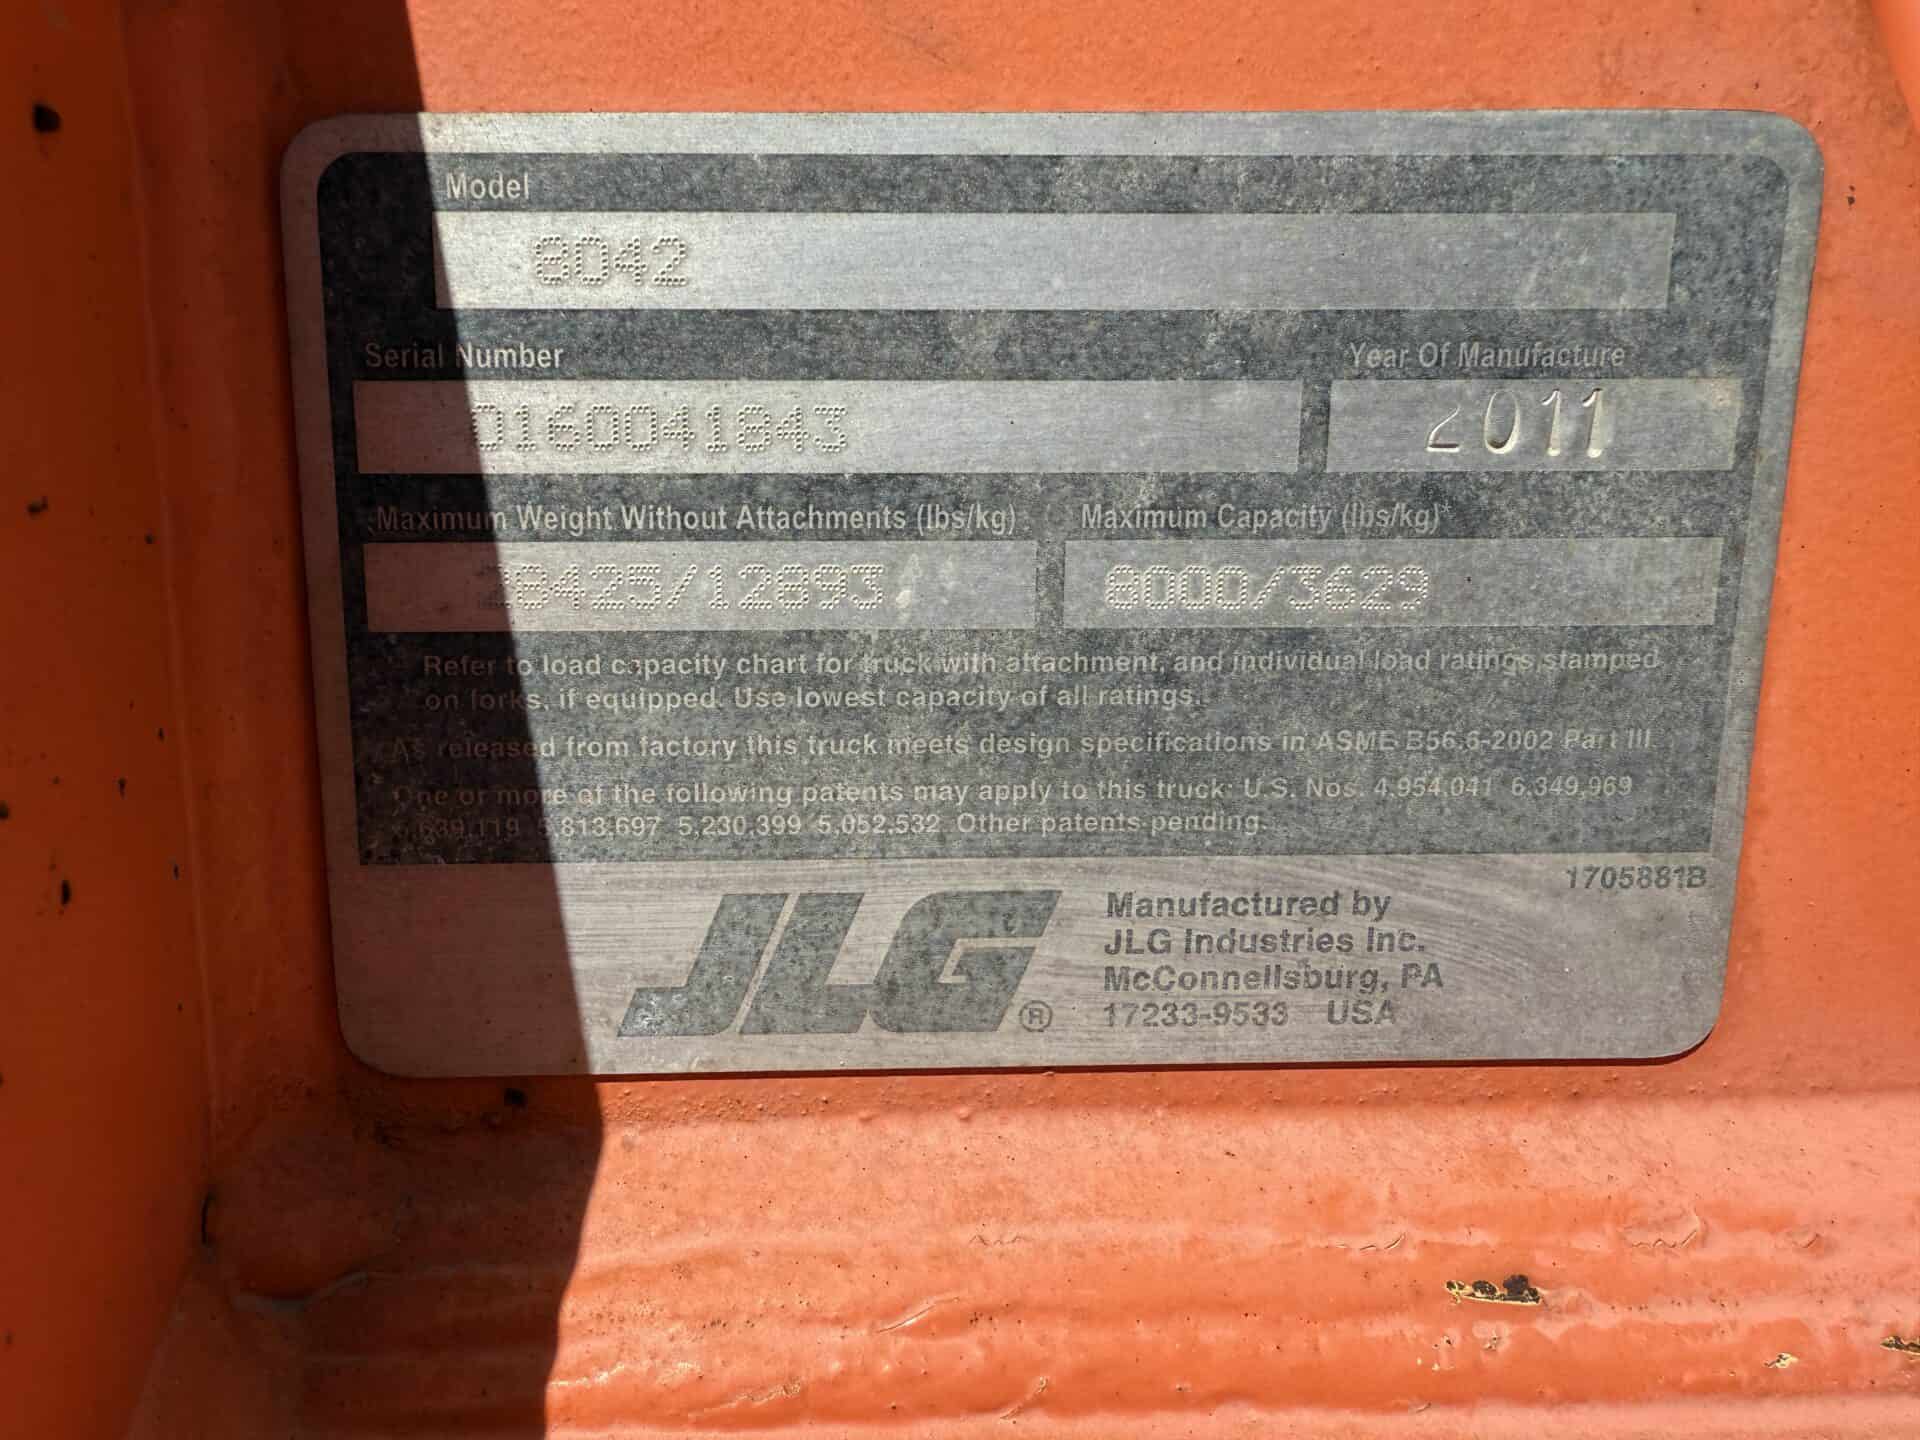 Model
8042
Serial Number
Year Of Manufacture
0160041843
2011
Maximum Weight Without Attachments (lbs/kg)
Maximum Capacity (lbs/kg)*
28425/12893
8000/3629
Refer to load capacity chart for truck with attachment, and individual load ratings stamped
on forks, if equipped. Use lowest capacity of all ratings.
As released from factory this truck meets design specifications in ASME B56.6-2002 Part III.
One or more of the following patents may apply to this truck: U.S. Nos. 4,954,041 6,349,969
5,639,119 5,813,697 5,230,399 5,052,532 Other patents pending.
1705881B
JLG®
Manufactured by
JLG Industries Inc.
McConnellsburg, PA
17233-9533 USA